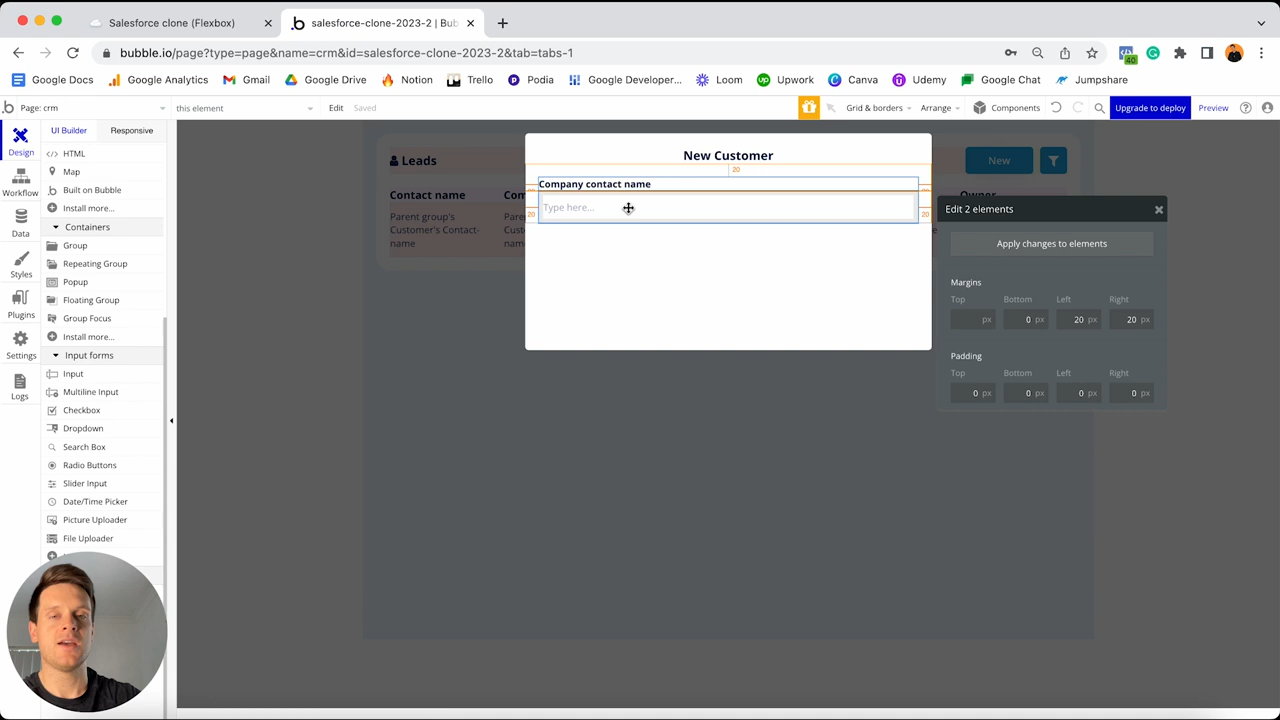 Salesforce clone (Flexbox)
salesforce-clone-2023-2 | Bub
bubble.io/page?type=page&name=crm&id=salesforce-clone-2023-2&tab=tabs-1
40
Google Docs
Google Analytics
Gmail
Google Drive
Notion
Trello
Podia
Google Developer...
Loom
Upwork
Canva
Udemy
Google Chat
Jumpshare
Page: crm
this element
Edit
Saved
Grid & borders
Arrange
Components
Upgrade to deploy
Preview
Design
Workflow
Data
Styles
Plugins
Settings
Logs
UI Builder
Responsive
HTML
Map
Built on Bubble
Install more...
Containers
Group
Repeating Group
Popup
Floating Group
Group Focus
Install more...
Input forms
Input
Multiline Input
Checkbox
Dropdown
Search Box
Radio Buttons
Slider Input
Date/Time Picker
Picture Uploader
File Uploader
Leads
New
Contact name
Com
Owner
Parent group's
Customer's Contact-
name
Pare
Cust
name
New Customer
20
Company contact name
Type here...
20
20
Edit 2 elements
Apply changes to elements
Margins
Top
Bottom
Left
Right
px
0 px
20 px
20 px
Padding
Top
Bottom
Left
Right
0 px
0 px
0 px
0 px